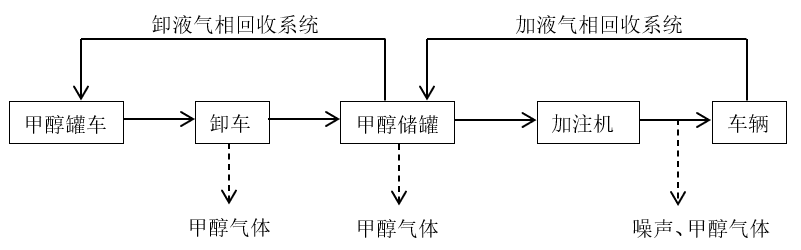 卸液气相回收系统
加液气相回收系统
甲醇罐车
卸车
甲醇储罐
加注机
车辆
甲醇气体
甲醇气体
噪声、甲醇气体